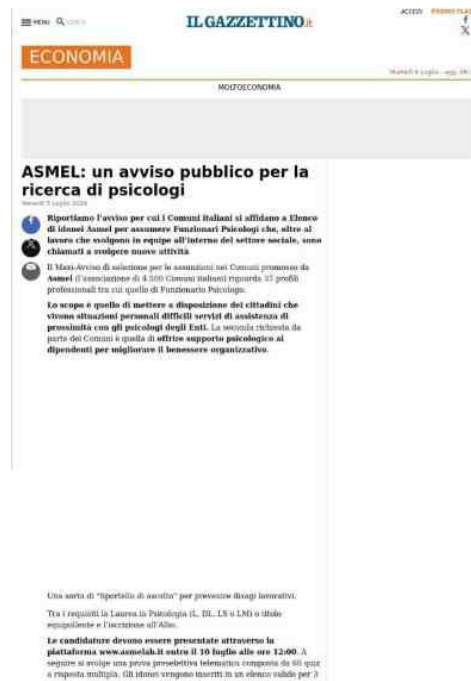 MENU CERCA
IL GAZZETTINO.it
ACCEDI
ECONOMIA
MOLTOECONOMIA
ASMEL: un avviso pubblico per la
ricerca di psicologi
Venerdì 5 Luglio 2024
Riportiamo l'avviso per cui i Comuni italiani si affidano a Elenco
di idonei Asmel per assumere Funzionari Psicologi che, oltre al
lavoro che svolgono in equipe all'interno del settore sociale, sono
chiamati a svolgere nuove attività
Il Maxi-Avviso di selezione per le assunzioni nei Comuni promosso da
Asmel (l'associazione di 4.500 Comuni italiani) riguarda 37 profili
professionali tra cui quello di Funzionario Psicologo.
Lo scopo è quello di mettere a disposizione dei cittadini che
vivono situazioni personali difficili servizi di assistenza di
prossimità con gli psicologi degli Enti. La seconda richiesta da
parte dei Comuni è quella di offrire supporto psicologico ai
dipendenti per migliorare il benessere organizzativo.
Una sorta di "Sportello di ascolto" per prevenire disagi lavorativi.
Tra i requisiti la Laurea in Psicologia (L, DL, LS o LM) o titolo
equipollente e l'iscrizione all'Albo.
Le candidature devono essere presentate attraverso la
piattaforma www.asmelab.it entro il 10 luglio alle ore 12:00. A
seguire si svolge una prova preselettiva telematica composta da 60 quiz
a risposta multipla. Gli idonei vengono inseriti in un elenco valido per 3